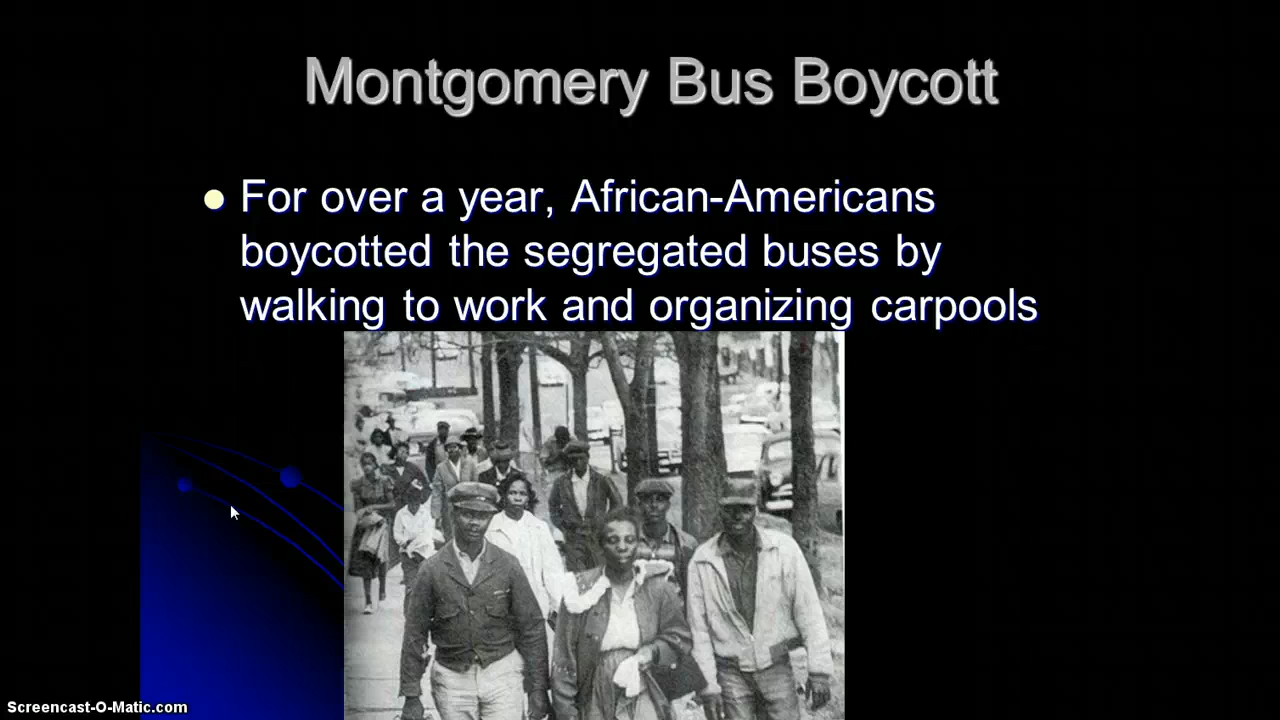 Montgomery Bus Boycott
For over a year, African-Americans
boycotted the segregated buses by
walking to work and organizing carpools
Screencast-O-Matic.com